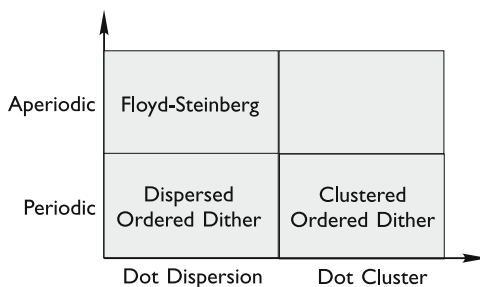 Aperiodic
Floyd-Steinberg
Periodic
Dispersed
Ordered Dither
Clustered
Ordered Dither
Dot Dispersion
Dot Cluster